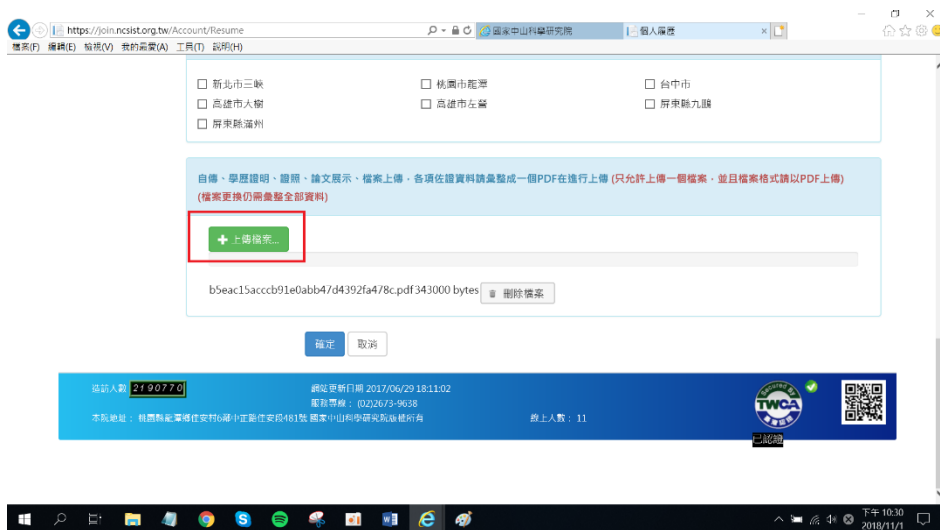 https://join.ncsist.org.tw/Account/Resume
國家中山科學研究院
個人履歷
檔案(F) 編輯(E) 檢視(V) 我的最愛(A) 工具(T) 說明(H)
新北市三峽 桃園市龍潭 台中市
高雄市大樹 高雄市左營 屏東縣九鵬
屏東縣滿州
自傳、學歷證明、證照、論文展示、檔案上傳,各項佐證資料請彙整成一個PDF在進行上傳 (只允許上傳一個檔案,並且檔案格式請以PDF上傳)
(檔案更換仍需彙整全部資料)
上傳檔案...
b5eac15acccb91e0abb47d4392fa478c.pdf 343000 bytes 刪除檔案
確定 取消
造訪人數 2190770 網站更新日期 2017/06/29 18:11:02
服務專線: (02)2673-9638
本院地址: 桃園縣龍潭鄉佳安村6鄰中正路佳安段481號 國家中山科學研究院版權所有 線上人數: 11
TWCA
已認證
下午 10:30
2018/11/1